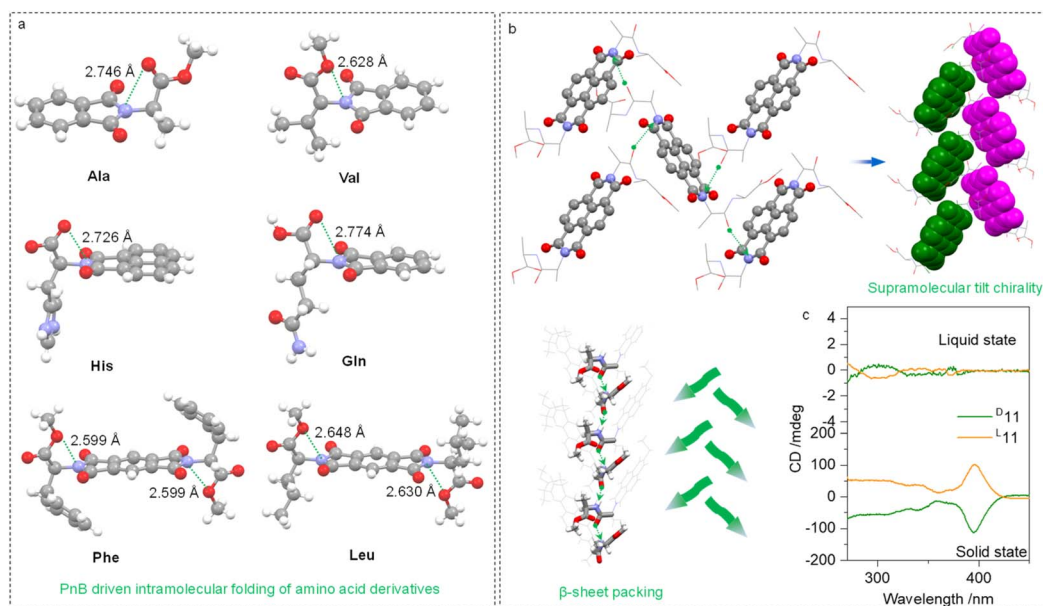 a
2.746 Å
2.628 Å
Ala
Val
2.726 Å
2.774 Å
His
Gln
2.599 Å
2.648 Å
2.599 Å
2.630 Å
Phe
Leu
PnB driven intramolecular folding of amino acid derivatives
b
Supramolecular tilt chirality
β-sheet packing
c
4
2
0
-2
-4
200
100
0
-100
-200
CD /mdeg
Liquid state
ᴰ11
ᴸ11
Solid state
300
400
Wavelength /nm